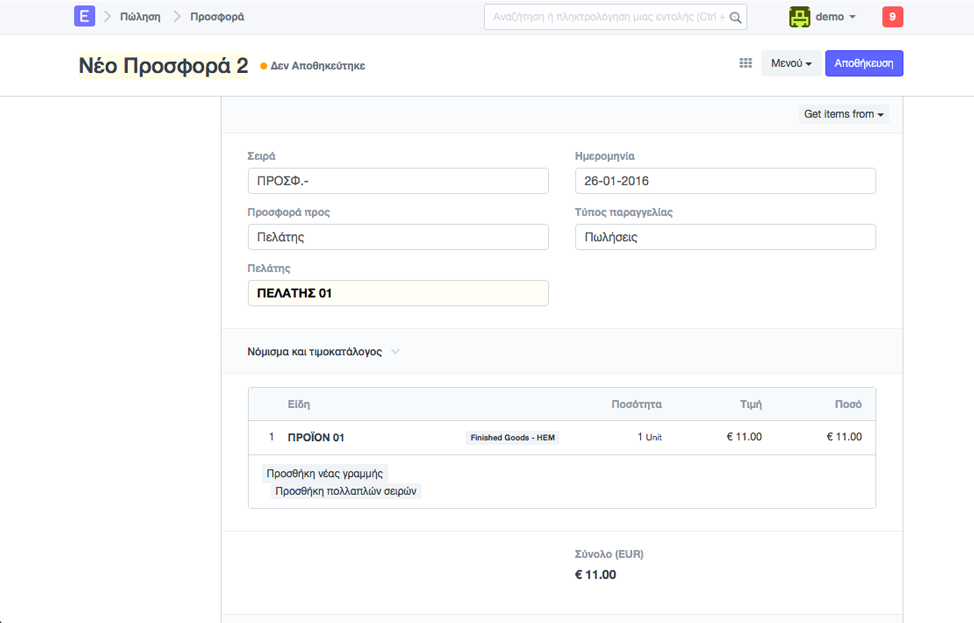 E Πώληση Προσφορά Αναζήτηση ή πληκτρολόγηση μιας εντολής (Ctrl + demo 9
Νέο Προσφορά 2 Δεν Αποθηκεύτηκε Μενού Αποθήκευση
Get items from
Σειρά Ημερομηνία
ΠΡΟΣΦ.- 26-01-2016
Προσφορά προς Τύπος παραγγελίας
Πελάτης Πωλήσεις
Πελάτης
ΠΕΛΑΤΗΣ 01
Νόμισμα και τιμοκατάλογος
Είδη Ποσότητα Τιμή Ποσό
1 ΠΡΟΪΟΝ 01 Finished Goods - HEM 1 Unit € 11.00 € 11.00
Προσθήκη νέας γραμμής
Προσθήκη πολλαπλών σειρών
Σύνολο (EUR)
€ 11.00